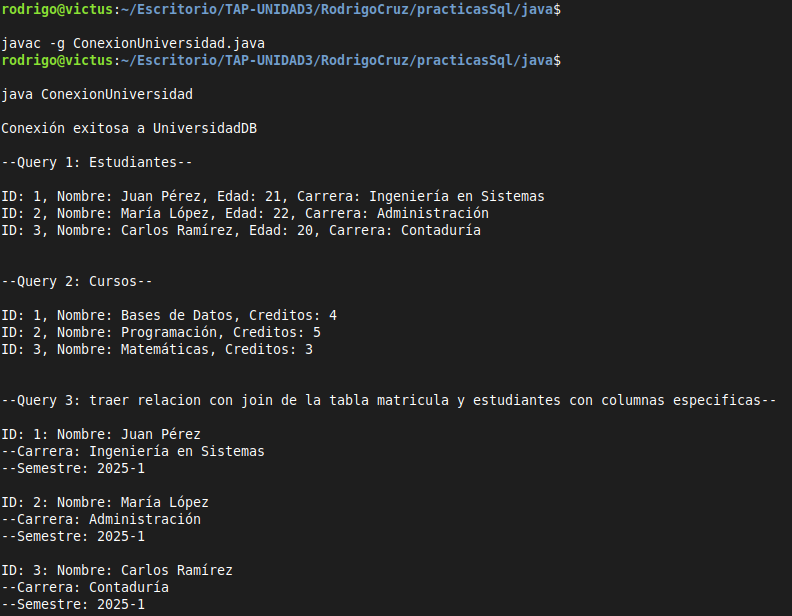 rodrigo@victus:~/Escritorio/TAP-UNIDAD3/RodrigoCruz/practicasSql/java$
javac -g ConexionUniversidad.java
rodrigo@victus:~/Escritorio/TAP-UNIDAD3/RodrigoCruz/practicasSql/java$
java ConexionUniversidad
Conexión exitosa a UniversidadDB
--Query 1: Estudiantes--
ID: 1, Nombre: Juan Pérez, Edad: 21, Carrera: Ingeniería en Sistemas
ID: 2, Nombre: María López, Edad: 22, Carrera: Administración
ID: 3, Nombre: Carlos Ramírez, Edad: 20, Carrera: Contaduría
--Query 2: Cursos--
ID: 1, Nombre: Bases de Datos, Creditos: 4
ID: 2, Nombre: Programación, Creditos: 5
ID: 3, Nombre: Matemáticas, Creditos: 3
--Query 3: traer relacion con join de la tabla matricula y estudiantes con columnas especificas--
ID: 1: Nombre: Juan Pérez
--Carrera: Ingeniería en Sistemas
--Semestre: 2025-1
ID: 2: Nombre: María López
--Carrera: Administración
--Semestre: 2025-1
ID: 3: Nombre: Carlos Ramírez
--Carrera: Contaduría
--Semestre: 2025-1